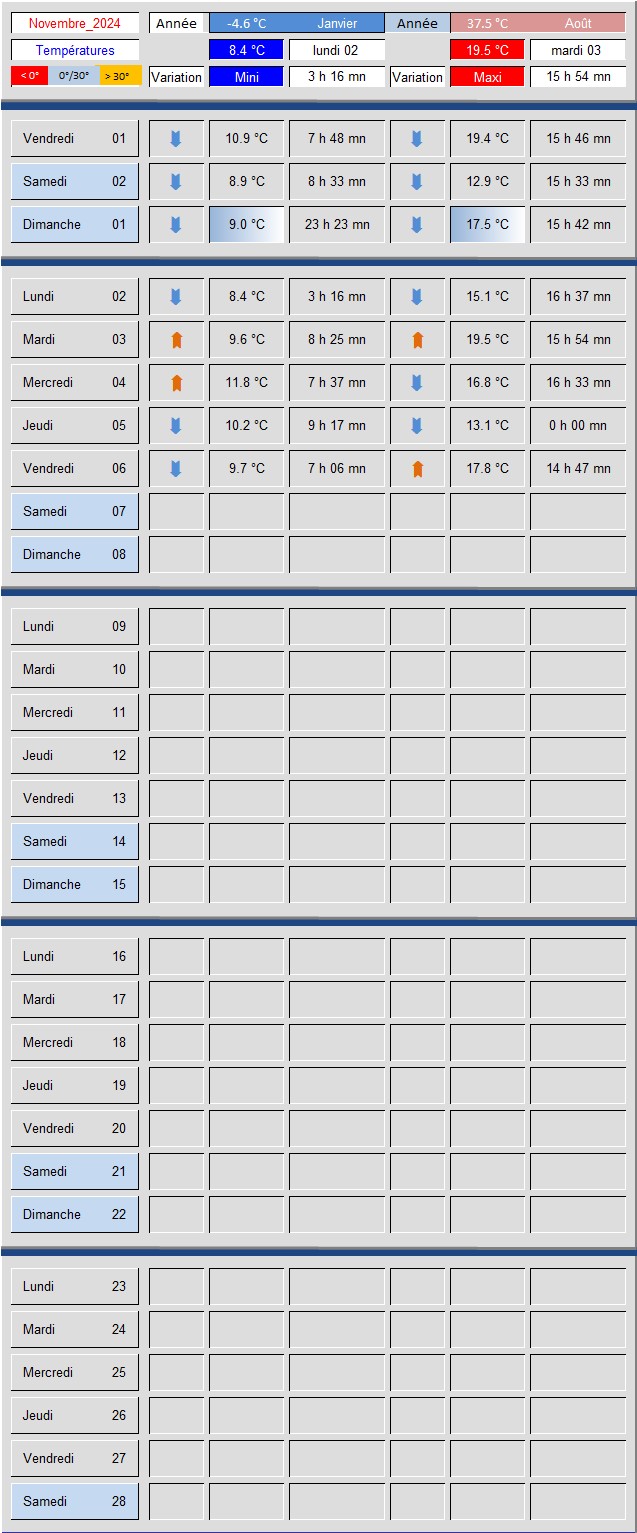 Novembre_2024 Année -4.6 °C Janvier Année 37.5 °C Août
Températures 8.4 °C lundi 02 19.5 °C mardi 03
< 0° 0°/30° > 30° Variation Mini 3 h 16 mn Variation Maxi 15 h 54 mn
Vendredi 01 10.9 °C 7 h 48 mn 19.4 °C 15 h 46 mn
Samedi 02 8.9 °C 8 h 33 mn 12.9 °C 15 h 33 mn
Dimanche 01 9.0 °C 23 h 23 mn 17.5 °C 15 h 42 mn
Lundi 02 8.4 °C 3 h 16 mn 15.1 °C 16 h 37 mn
Mardi 03 9.6 °C 8 h 25 mn 19.5 °C 15 h 54 mn
Mercredi 04 11.8 °C 7 h 37 mn 16.8 °C 16 h 33 mn
Jeudi 05 10.2 °C 9 h 17 mn 13.1 °C 0 h 00 mn
Vendredi 06 9.7 °C 7 h 06 mn 17.8 °C 14 h 47 mn
Samedi 07
Dimanche 08
Lundi 09
Mardi 10
Mercredi 11
Jeudi 12
Vendredi 13
Samedi 14
Dimanche 15
Lundi 16
Mardi 17
Mercredi 18
Jeudi 19
Vendredi 20
Samedi 21
Dimanche 22
Lundi 23
Mardi 24
Mercredi 25
Jeudi 26
Vendredi 27
Samedi 28